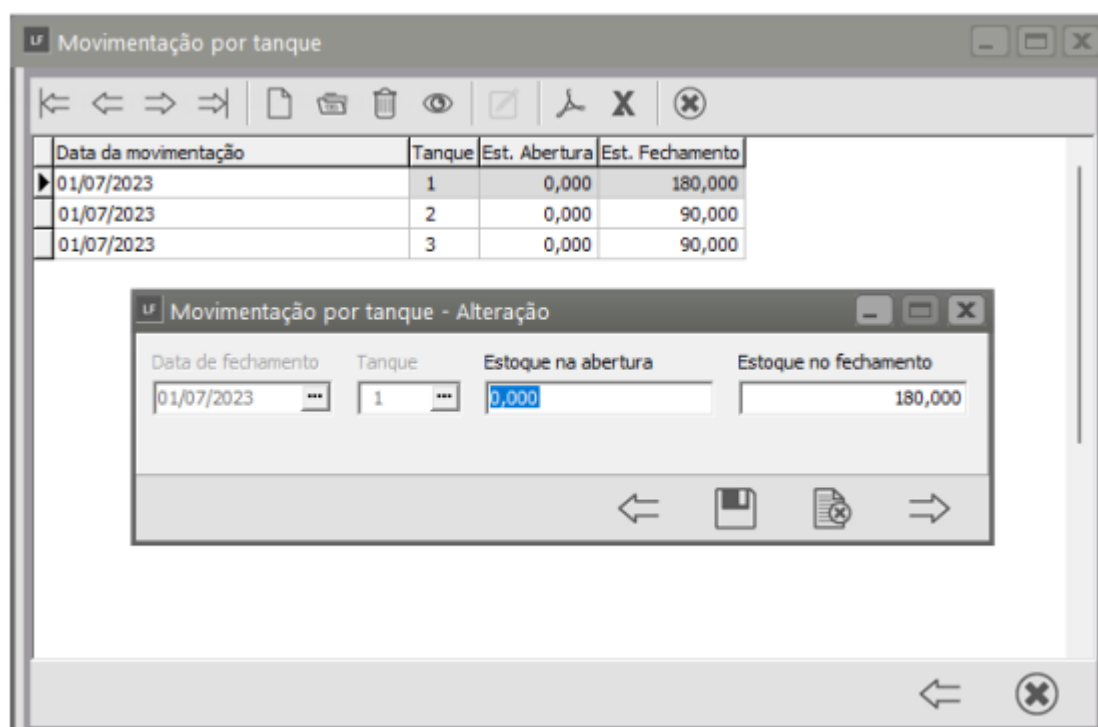 LF Movimentação por tanque
Data da movimentação Tanque Est. Abertura Est. Fechamento
01/07/2023 1 0,000 180,000
01/07/2023 2 0,000 90,000
01/07/2023 3 0,000 90,000
LF Movimentação por tanque - Alteração
Data de fechamento Tanque Estoque na abertura Estoque no fechamento
01/07/2023 ... 1 ... 0,000 180,000